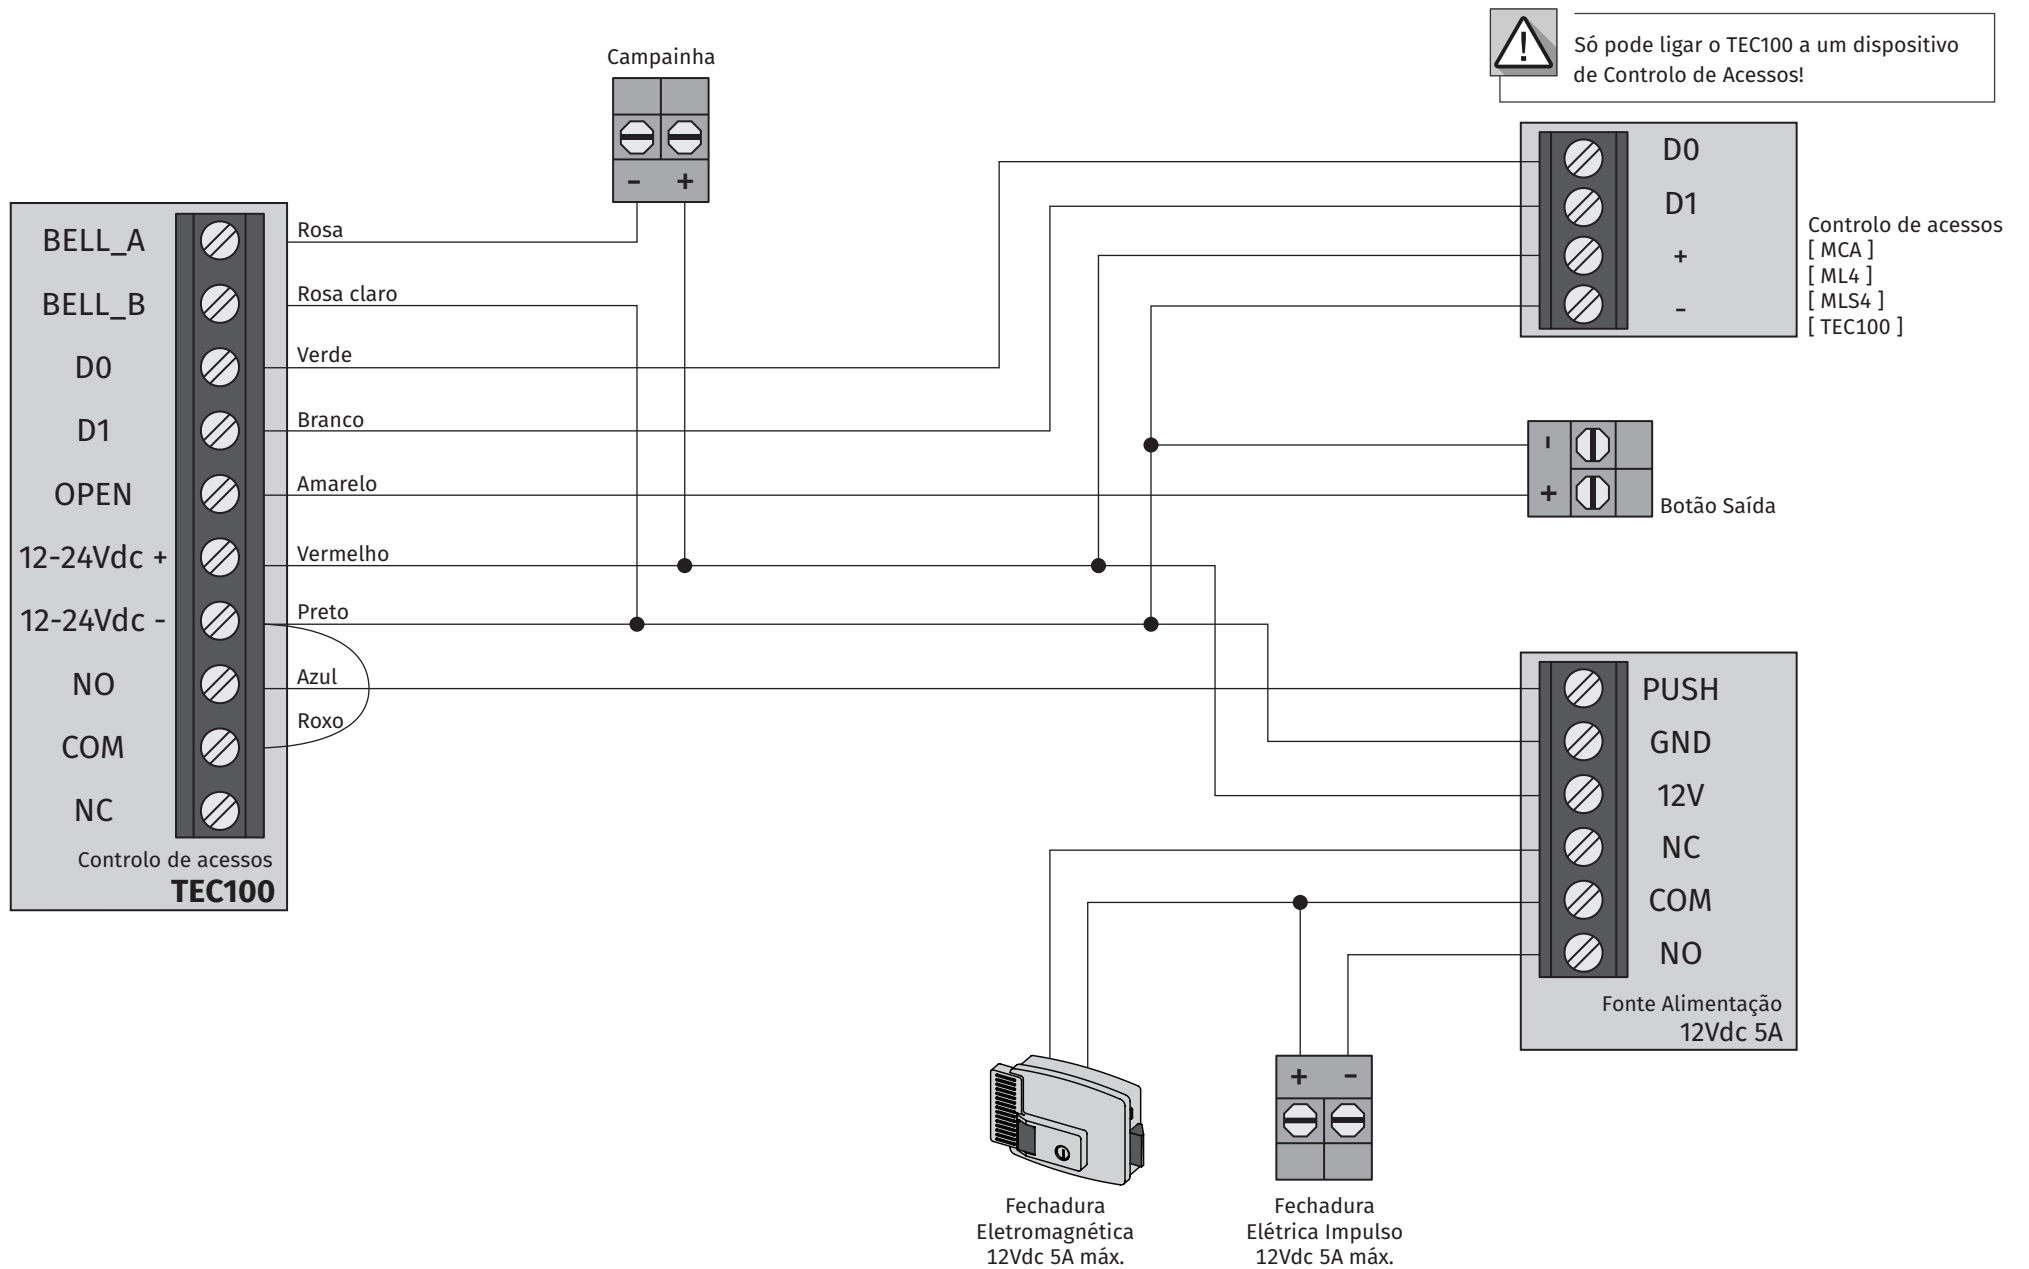 Só pode ligar o TEC100 a um dispositivo
de Controlo de Acessos!
Campainha
- +
BELL_A
BELL_B
D0
D1
OPEN
12-24Vdc +
12-24Vdc -
NO
COM
NC
Controlo de acessos
TEC100
Rosa
Rosa claro
Verde
Branco
Amarelo
Vermelho
Preto
Azul
Roxo
D0
D1
+
-
Controlo de acessos
[ MCA ]
[ ML4 ]
[ MLS4 ]
[ TEC100 ]
-
+
Botão Saída
PUSH
GND
12V
NC
COM
NO
Fonte Alimentação
12Vdc 5A
+ -
Fechadura
Eletromagnética
12Vdc 5A máx.
Fechadura
Elétrica Impulso
12Vdc 5A máx.